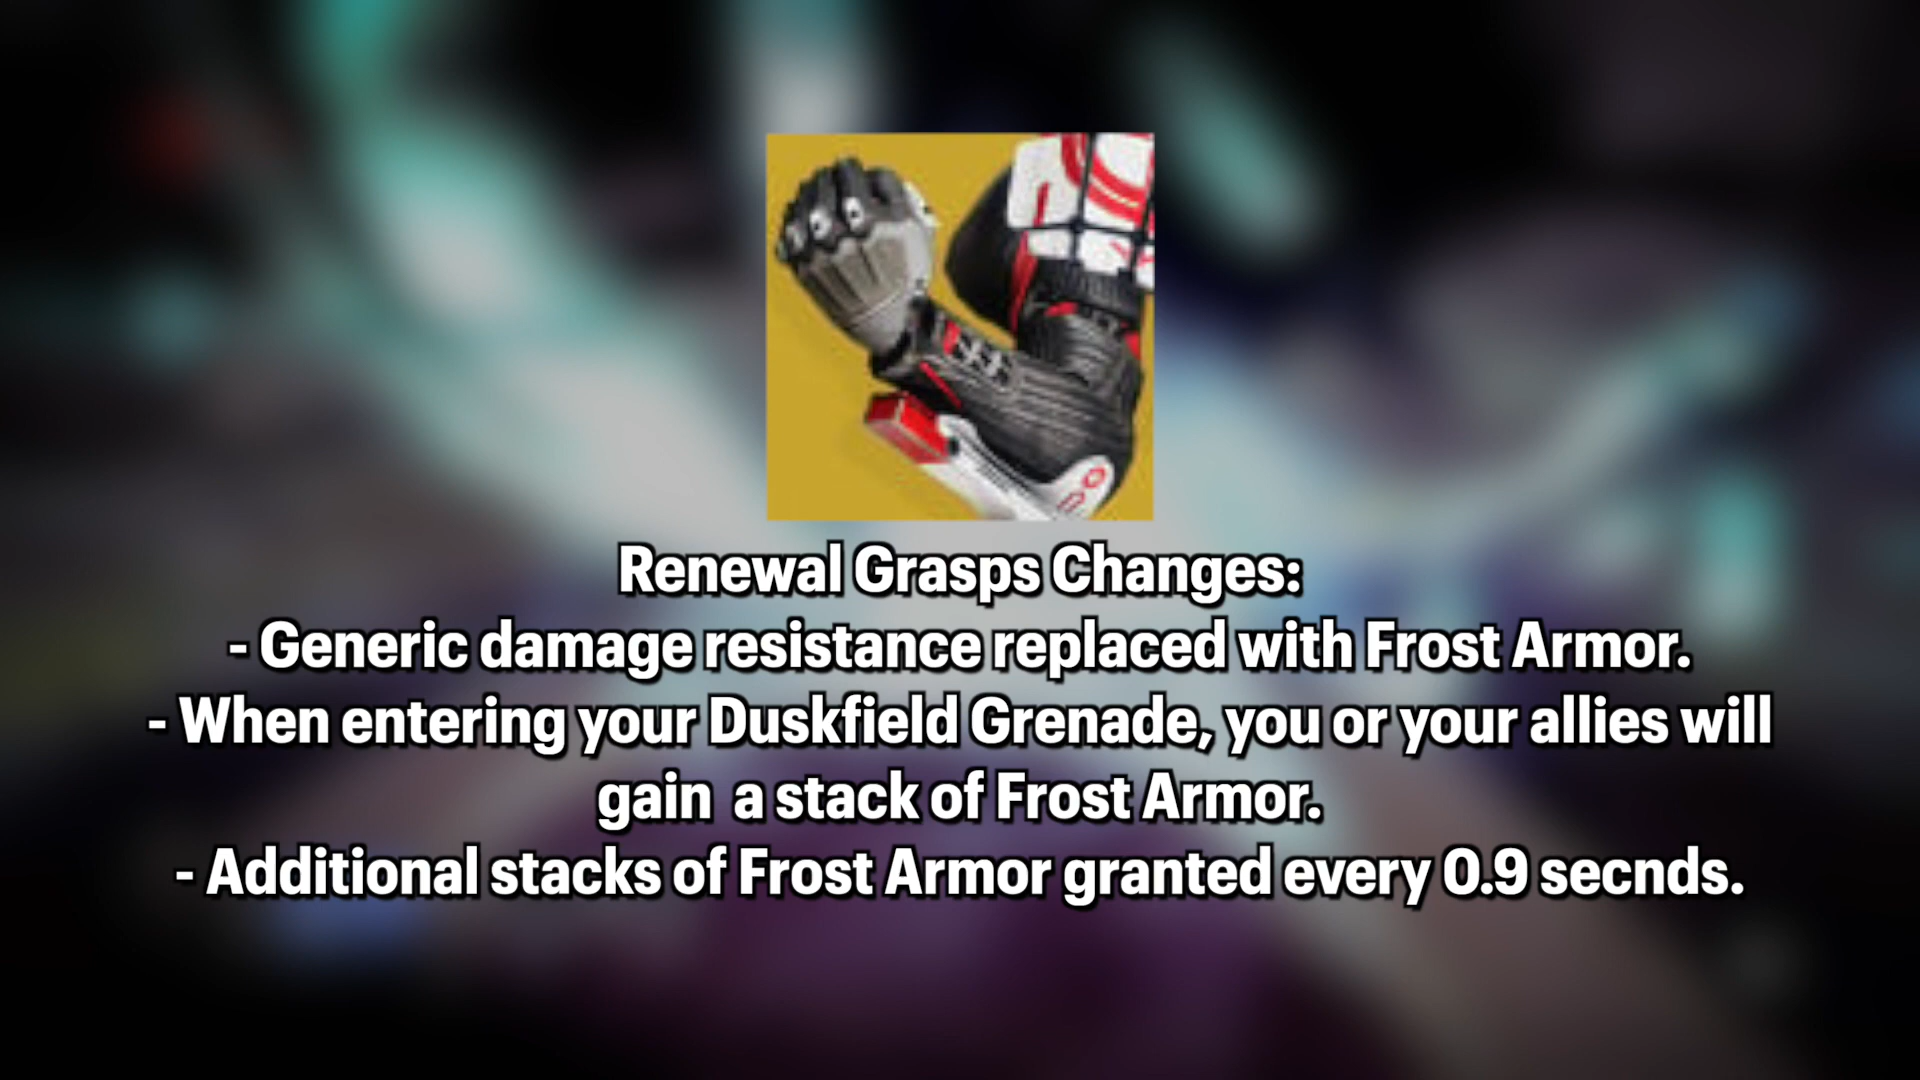 Renewal Grasps Changes:
- Generic damage resistance replaced with Frost Armor.
- When entering your Duskfield Grenade, you or your allies will
gain  a stack of Frost Armor.
- Additional stacks of Frost Armor granted every 0.9 secnds.